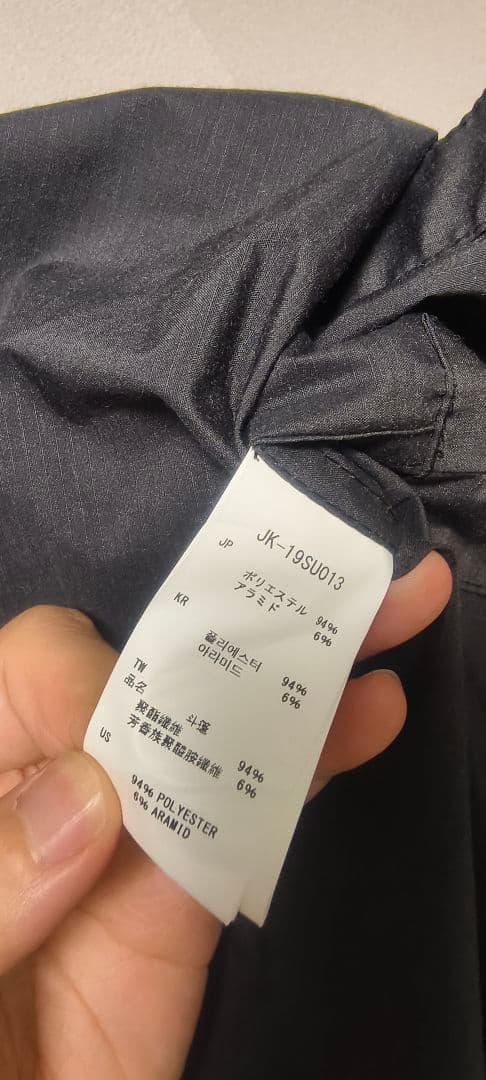 JK-19SU013
JP
ポリエステル 94%
アラミド 6%
KR
폴리에스터 94%
아라미드 6%
TW
品名 斗篷
聚酯纖維 94%
芳香族聚醯胺纖維 6%
US
94% POLYESTER
6% ARAMID